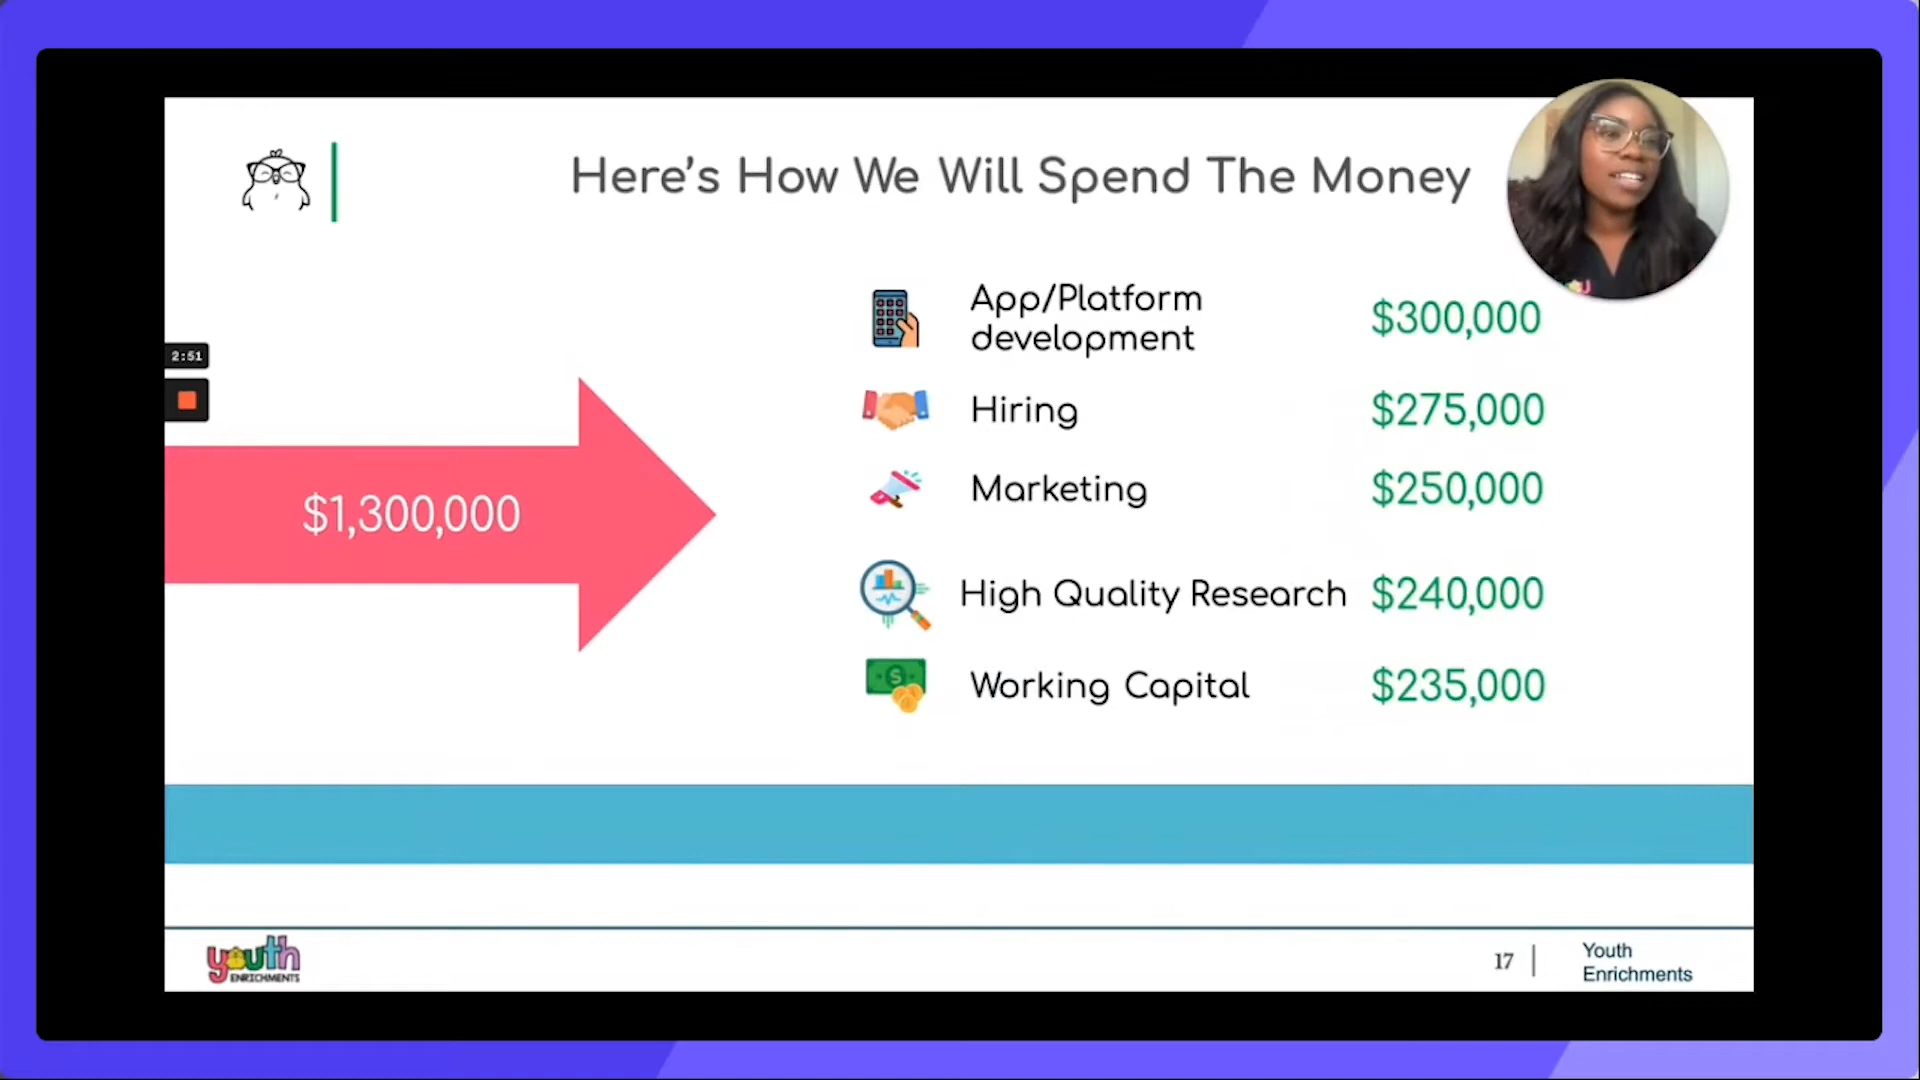 Here's How We Will Spend The Money
App/Platform
development
$300,000
2:51
Hiring
$275,000
Marketing
$250,000
$1,300,000
High Quality Research
$240,000
Working Capital
$235,000
youth
ENRICHMENTS
17
Youth
Enrichments